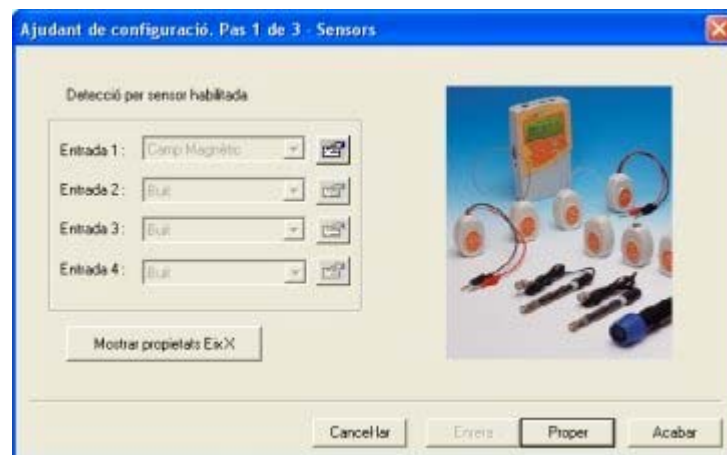 Ajudant de configuració. Pas 1 de 3 - Sensors
Detecció per sensor habilitada
Entrada 1 : Camp Magnètic
Entrada 2 : Buit
Entrada 3 : Buit
Entrada 4 : Buit
Mostrar propietats Eix X
Cancel·lar Enrera Proper Acabar